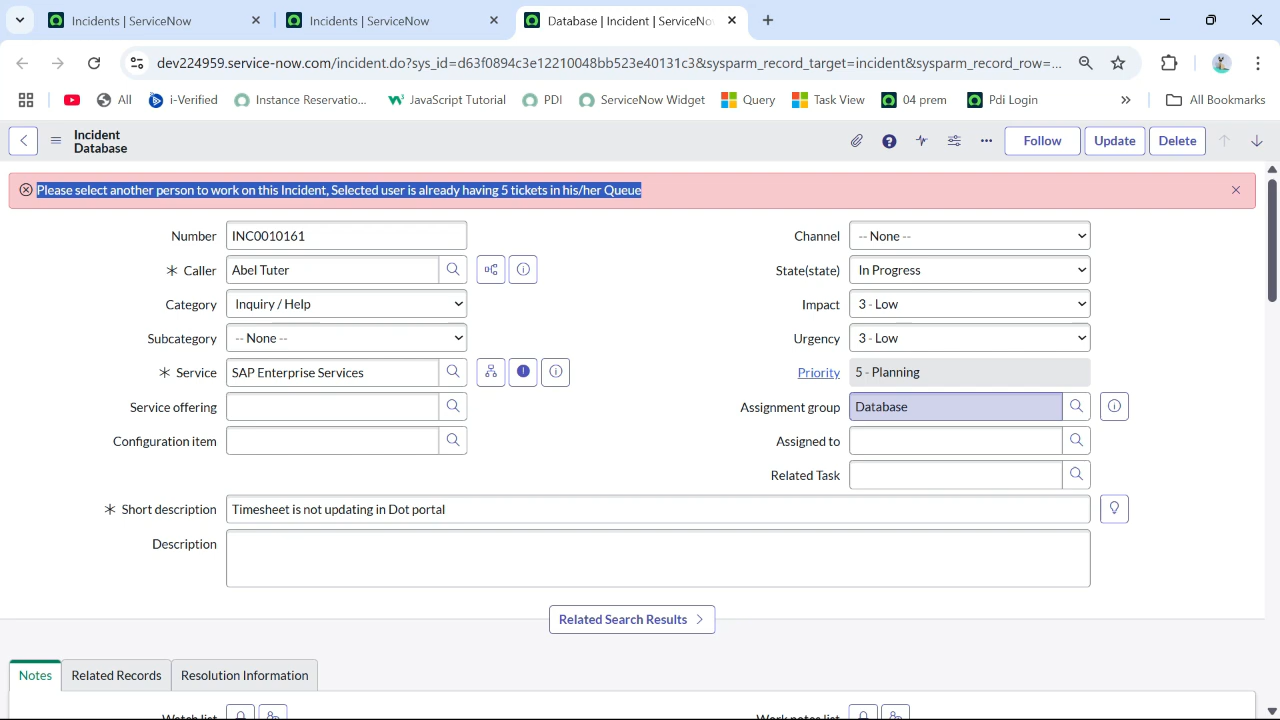 Incidents | ServiceNow
Incidents | ServiceNow
Database | Incident | ServiceNo
dev224959.service-now.com/incident.do?sys_id=d63f0894c3e12210048bb523e40131c3&sysparm_record_target=incident&sysparm_record_row=...
All
i-Verified
Instance Reservatio...
JavaScript Tutorial
PDI
ServiceNow Widget
Query
Task View
04 prem
Pdi Login
»
All Bookmarks
Incident
Database
Follow
Update
Delete
Please select another person to work on this Incident, Selected user is already having 5 tickets in his/her Queue
Number INC0010161
Channel -- None --
Caller Abel Tuter
State(state) In Progress
Category Inquiry / Help
Impact 3 - Low
Subcategory -- None --
Urgency 3 - Low
Service SAP Enterprise Services
Priority 5 - Planning
Service offering
Assignment group Database
Configuration item
Assigned to
Related Task
Short description Timesheet is not updating in Dot portal
Description
Related Search Results
Notes
Related Records
Resolution Information
Watch list
Work notes list